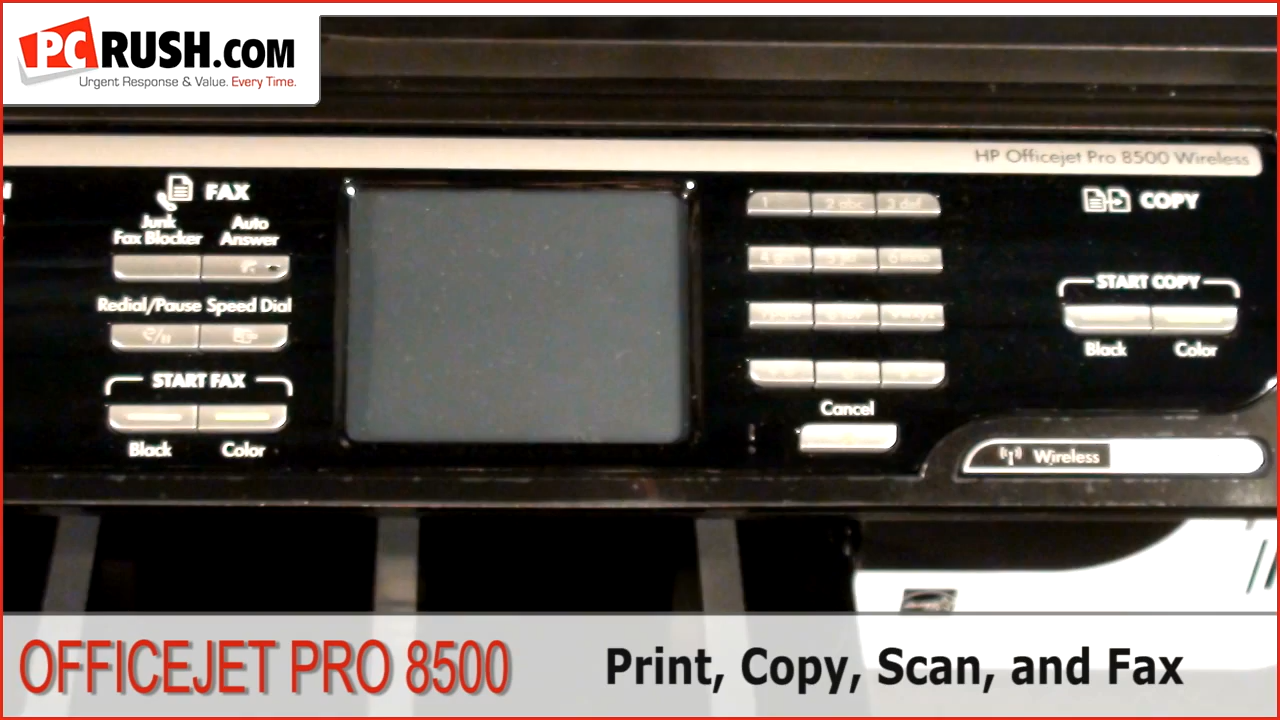 PCRUSH.COM
Urgent Response & Value. Every Time.
HP Officejet Pro 8500 Wireless
FAX
Junk Fax Blocker
Auto Answer
Redial/Pause
Speed Dial
START FAX
Black
Color
1
2 abc
3 def
Cancel
COPY
START COPY
Black
Color
Wireless
OFFICEJET PRO 8500
Print, Copy, Scan, and Fax